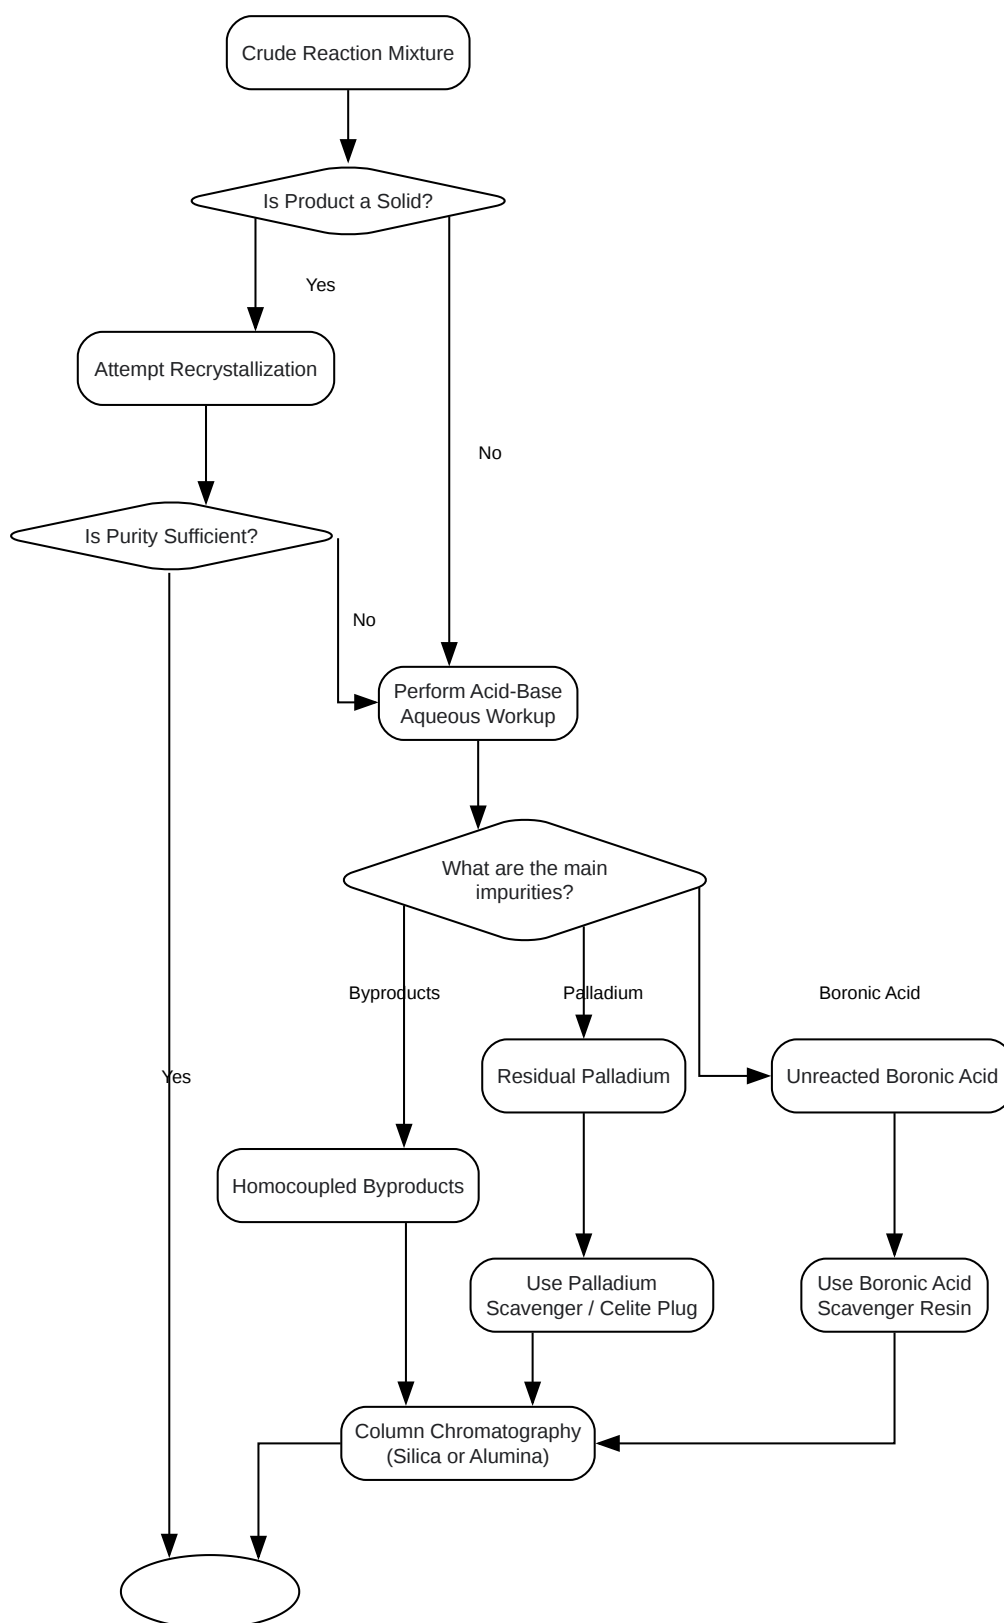 Crude Reaction Mixture
Is Product a Solid?
Yes
Attempt Recrystallization
No
Is Purity Sufficient?
No
Perform Acid-Base
Aqueous Workup
What are the main
impurities?
Byproducts
Palladium
Boronic Acid
Residual Palladium
Unreacted Boronic Acid
Yes
Homocoupled Byproducts
Use Palladium
Scavenger / Celite Plug
Use Boronic Acid
Scavenger Resin
Column Chromatography
(Silica or Alumina)